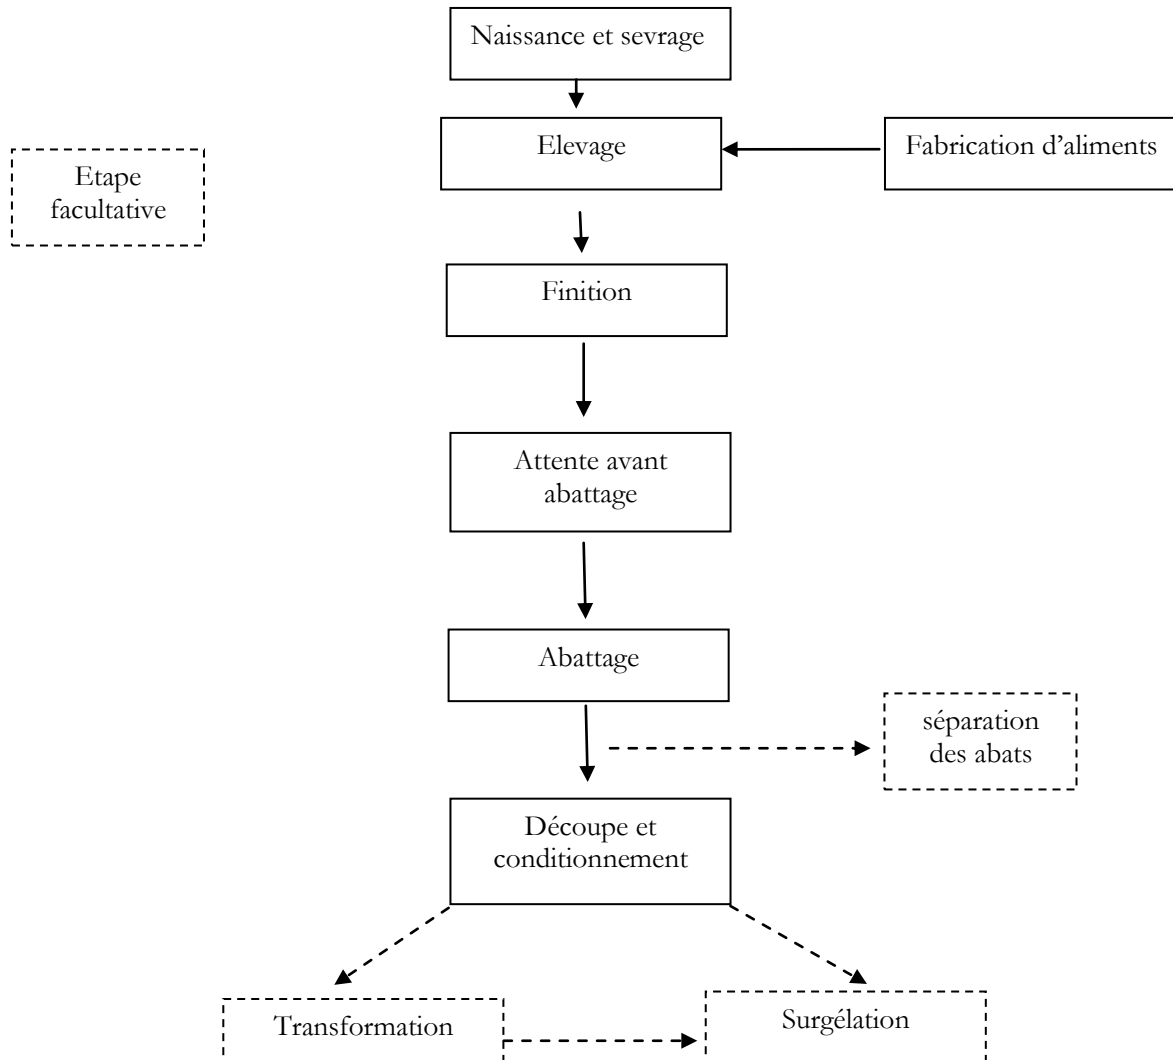 Naissance et sevrage
Elevage
Fabrication d’aliments
Etape
facultative
Finition
Attente avant
abattage
Abattage
séparation
des abats
Découpe et
conditionnement
Transformation
Surgélation